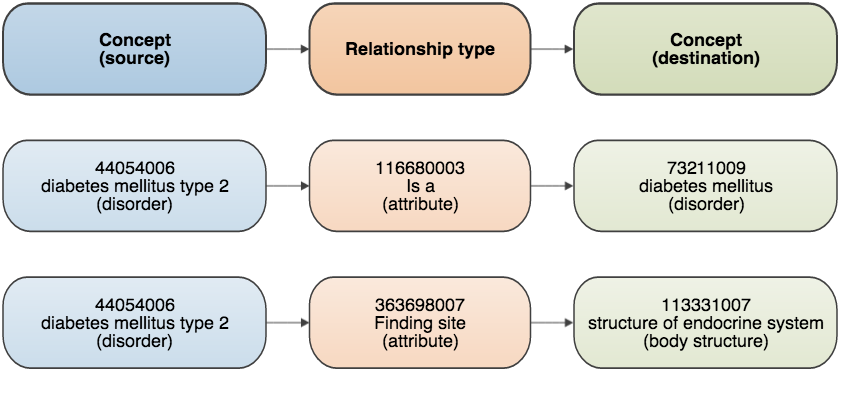 Concept
(source)
Relationship type
Concept
(destination)
44054006
diabetes mellitus type 2
(disorder)
116680003
Is a
(attribute)
73211009
diabetes mellitus
(disorder)
44054006
diabetes mellitus type 2
(disorder)
363698007
Finding site
(attribute)
113331007
structure of endocrine system
(body structure)